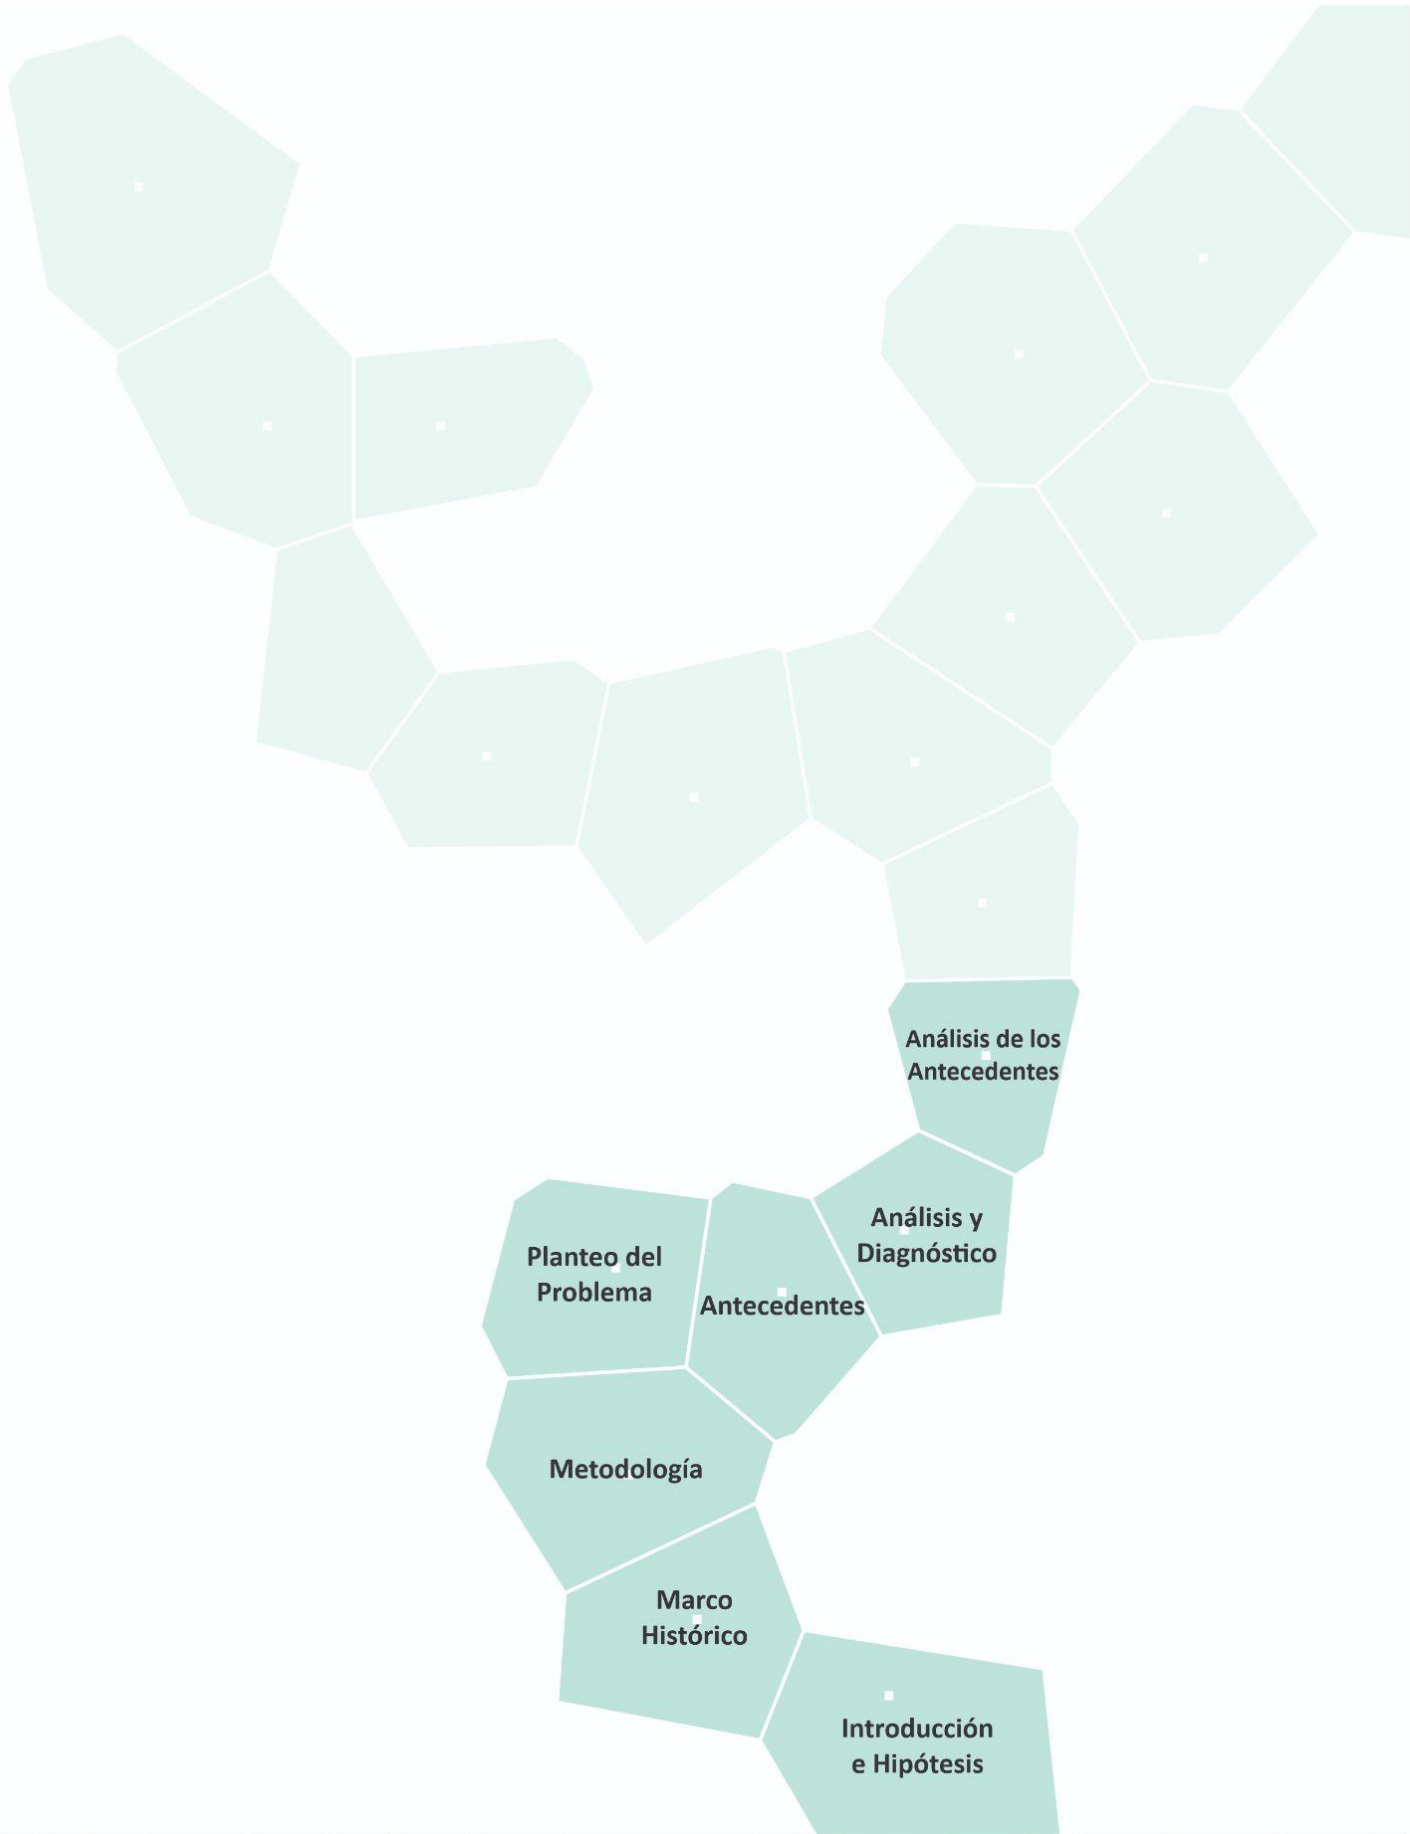 Análisis de los
Antecedentes
Análisis y
Diagnóstico
Planteo del
Problema
Antecedentes
Metodología
Marco
Histórico
Introducción
e Hipótesis